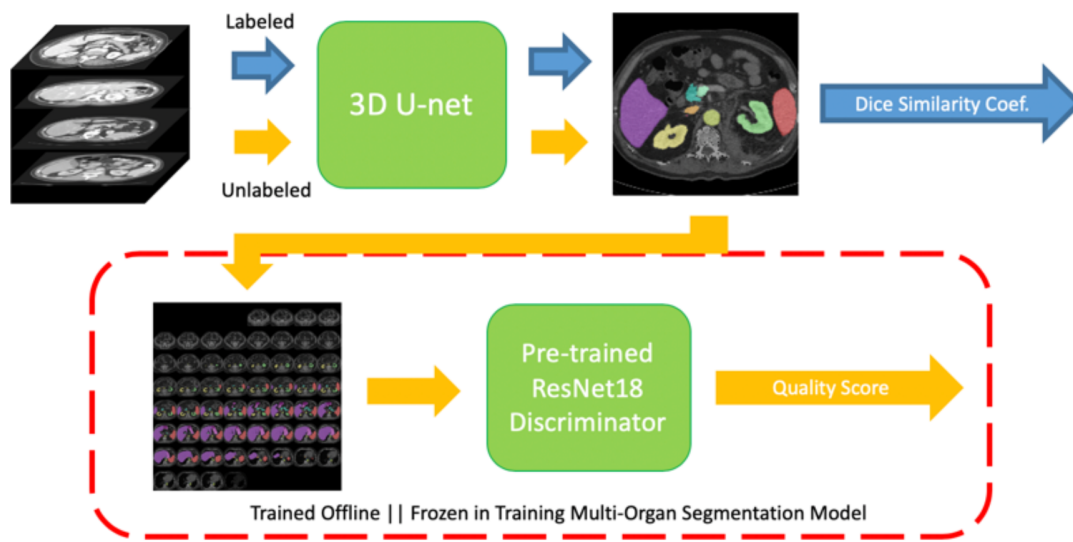 Labeled
3D U-net
Dice Similarity Coef.
Unlabeled
Pre-trained
ResNet18
Discriminator
Quality Score
Trained Offline || Frozen in Training Multi-Organ Segmentation Model